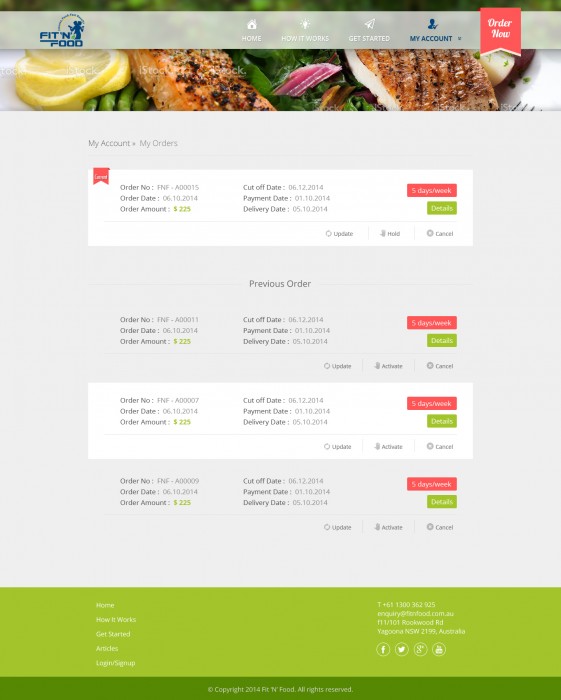 FIT'N FOOD
HOME
HOW IT WORKS
GET STARTED
MY ACCOUNT
Order Now
iStock.
iStock.
iStock.
iStock.
My Account » My Orders
Order No : FNF - A00015
Order Date : 06.10.2014
Order Amount : $ 225
Cut off Date : 06.12.2014
Payment Date : 01.10.2014
Delivery Date : 05.10.2014
5 days/week
Details
Update
Hold
Cancel
Previous Order
Order No : FNF - A00011
Order Date : 06.10.2014
Order Amount : $ 225
Cut off Date : 06.12.2014
Payment Date : 01.10.2014
Delivery Date : 05.10.2014
5 days/week
Details
Update
Activate
Cancel
Order No : FNF - A00007
Order Date : 06.10.2014
Order Amount : $ 225
Cut off Date : 06.12.2014
Payment Date : 01.10.2014
Delivery Date : 05.10.2014
5 days/week
Details
Update
Activate
Cancel
Order No : FNF - A00009
Order Date : 06.10.2014
Order Amount : $ 225
Cut off Date : 06.12.2014
Payment Date : 01.10.2014
Delivery Date : 05.10.2014
5 days/week
Details
Update
Activate
Cancel
Home
How It Works
Get Started
Articles
Login/Signup
T +61 1300 362 925
enquiry@fitnfood.com.au
f11/101 Rookwood Rd
Yagoona NSW 2199, Australia
© Copyright 2014 Fit 'N' Food. All rights reserved.